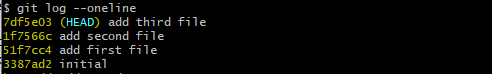 $ git log --oneline
7df5e03 (HEAD) add third file
1f7566c add second file
51f7cc4 add first file
3387ad2 initial